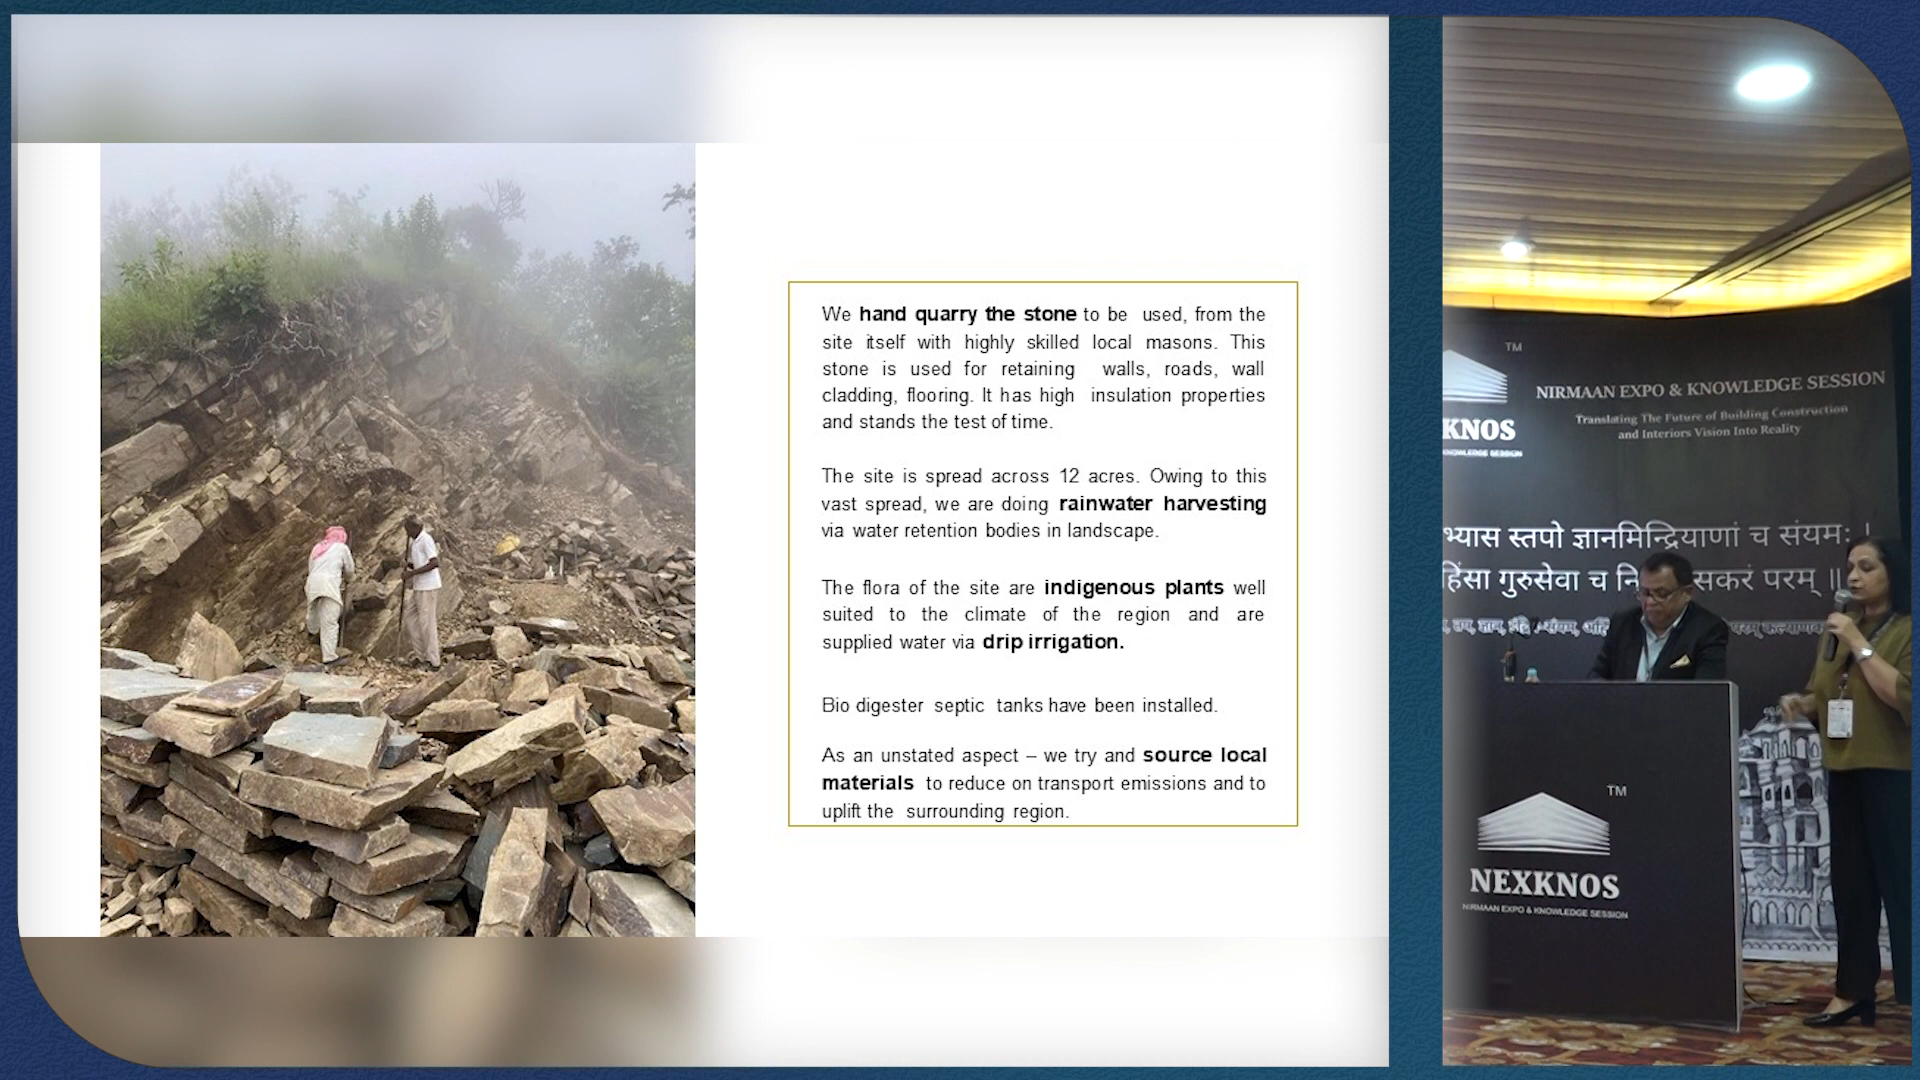 We hand quarry the stone to be used, from the
site itself with highly skilled local masons. This
stone is used for retaining walls, roads, wall
cladding, flooring. It has high insulation properties
and stands the test of time.
The site is spread across 12 acres. Owing to this
vast spread, we are doing rainwater harvesting
via water retention bodies in landscape.
The flora of the site are indigenous plants well
suited to the climate of the region and are
supplied water via drip irrigation.
Bio digester septic tanks have been installed.
As an unstated aspect – we try and source local
materials to reduce on transport emissions and to
uplift the surrounding region.
TM
KNOS
KNOWLEDGE SESSION
NIRMAAN EXPO & KNOWLEDGE SESSION
Translating The Future of Building Construction
and Interiors Vision Into Reality
भ्यास स्तपो ज्ञानमिन्द्रियाणां च संयमः ।
हिंसा गुरुसेवा च नि सकरं परम् ॥
TM
NEXKNOS
NIRMAAN EXPO & KNOWLEDGE SESSION